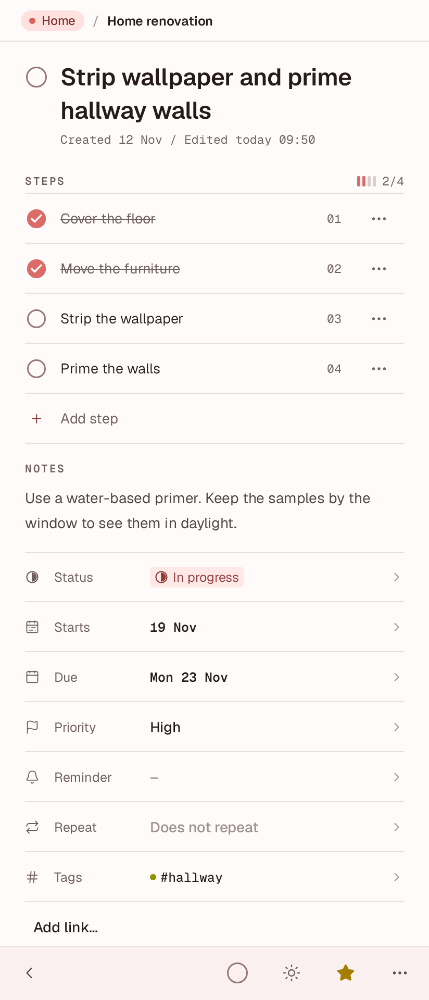 Home / Home renovation
Strip wallpaper and prime
hallway walls
Created 12 Nov / Edited today 09:50
STEPS 2/4
Cover the floor 01
Move the furniture 02
Strip the wallpaper 03
Prime the walls 04
+ Add step
NOTES
Use a water-based primer. Keep the samples by the
window to see them in daylight.
Status In progress
Starts 19 Nov
Due Mon 23 Nov
Priority High
Reminder –
Repeat Does not repeat
Tags #hallway
Add link…